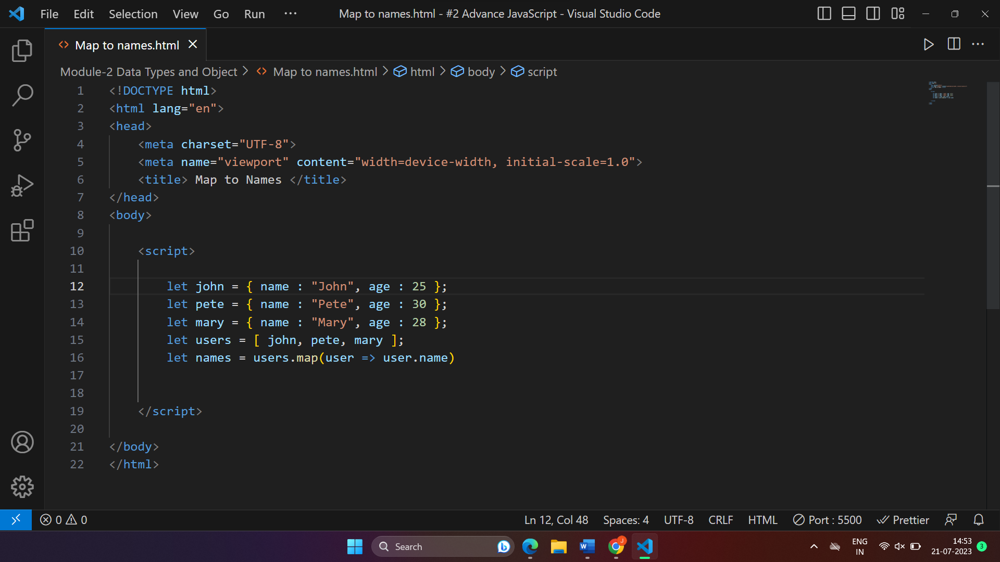 File Edit Selection View Go Run ··· Map to names.html - #2 Advance JavaScript - Visual Studio Code
Map to names.html
Module-2 Data Types and Object > Map to names.html > html > body > script
1 <!DOCTYPE html>
2 <html lang="en">
3 <head>
4 <meta charset="UTF-8">
5 <meta name="viewport" content="width=device-width, initial-scale=1.0">
6 <title> Map to Names </title>
7 </head>
8 <body>
9
10 <script>
11
12 let john = { name : "John", age : 25 };
13 let pete = { name : "Pete", age : 30 };
14 let mary = { name : "Mary", age : 28 };
15 let users = [ john, pete, mary ];
16 let names = users.map(user => user.name)
17
18
19 </script>
20
21 </body>
22 </html>
0 0 Ln 12, Col 48 Spaces: 4 UTF-8 CRLF HTML Port : 5500 Prettier
Search W J ENG IN 14:53 21-07-2023 3